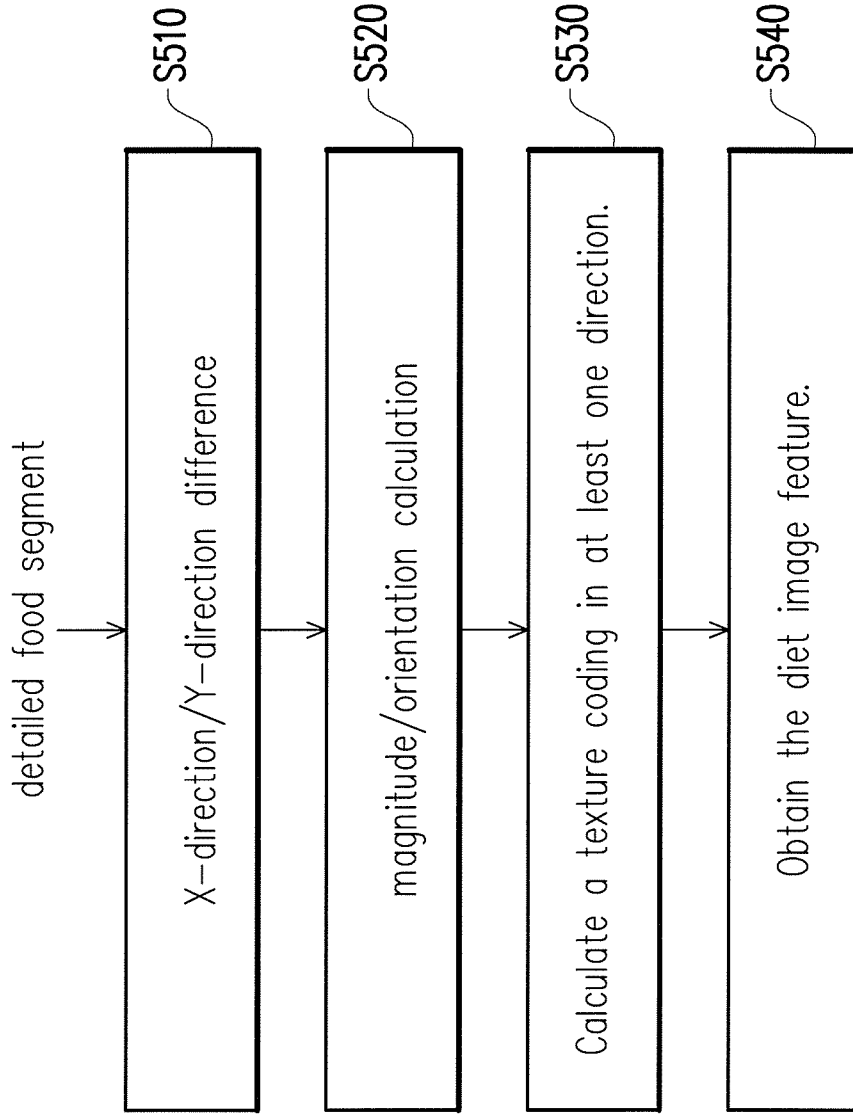 detailed food segment
X-direction/Y-direction difference
S510
magnitude/orientation calculation
S520
Calculate a texture coding in at least one direction.
S530
Obtain the diet image feature.
S540